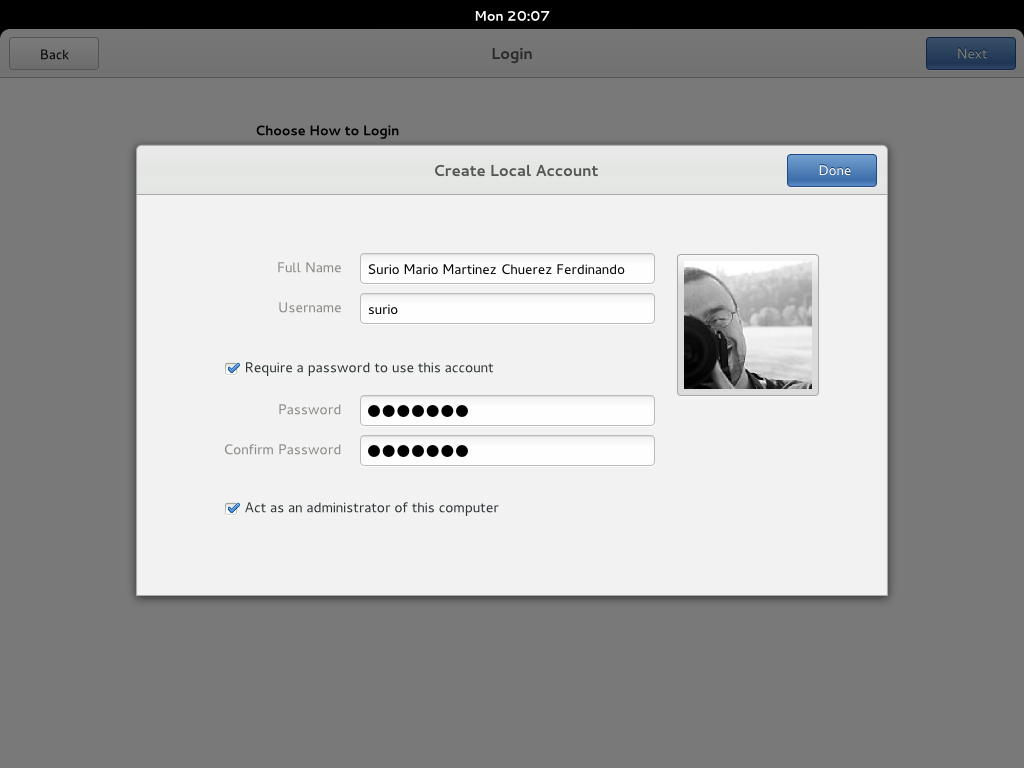 Mon 20:07
Back
Login
Next
Choose How to Login
Create Local Account
Done
Full Name
Surio Mario Martinez Chuerez Ferdinando
Username
surio
Require a password to use this account
Password
●●●●●●●
Confirm Password
●●●●●●●
Act as an administrator of this computer